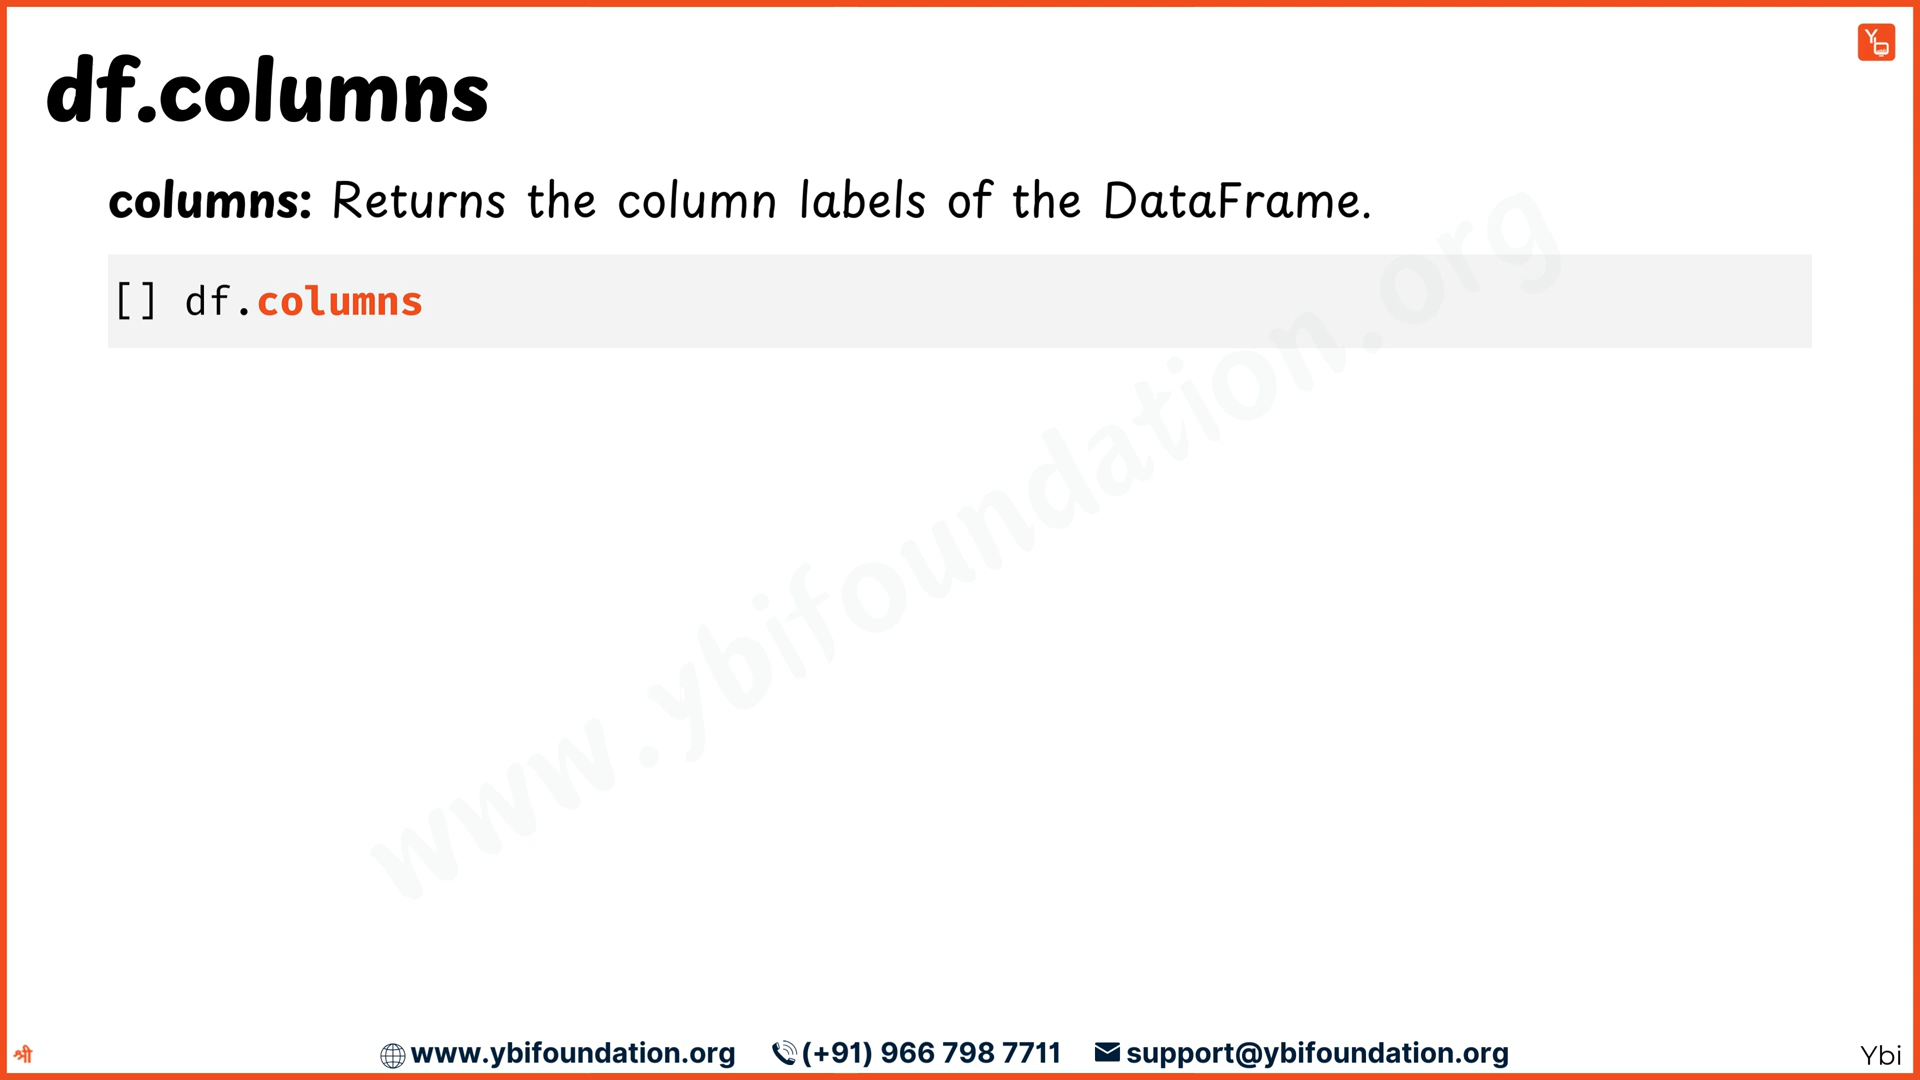 df.columns
columns: Returns the column labels of the DataFrame.
[] df.columns
www.ybifoundation.org
श्री
www.ybifoundation.org (+91) 966 798 7711 support@ybifoundation.org
Ybi